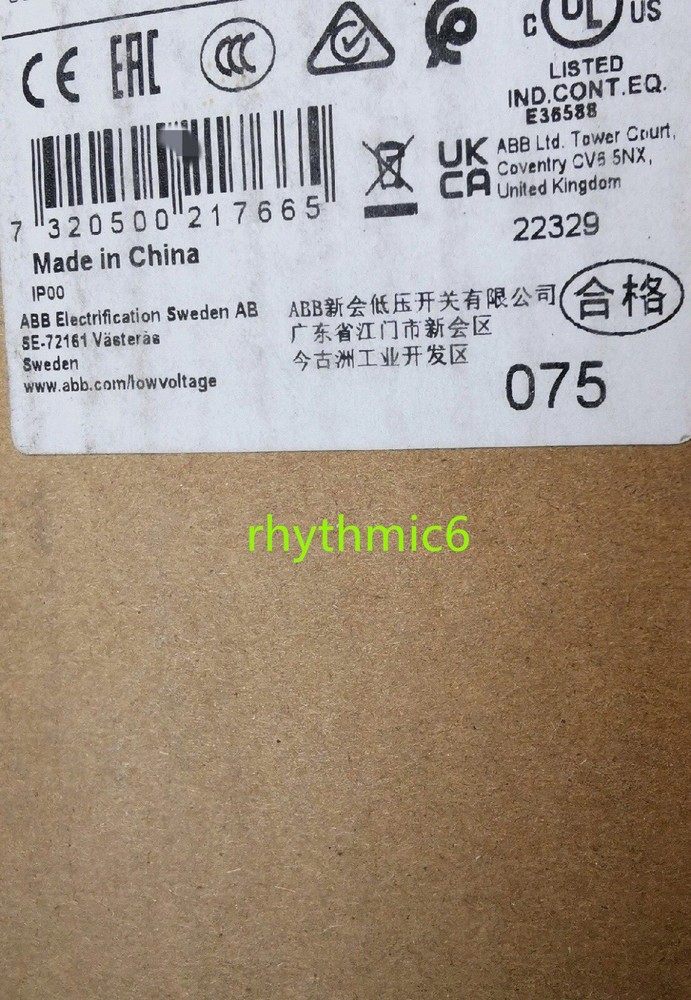 CE EAC CCC
C UL US
LISTED
IND.CONT.EQ.
E36588
7 320500 217665
UK
CA
ABB Ltd. Tower Court,
Coventry CV6 5NX,
United Kingdom
22329
Made in China
IP00
ABB Electrification Sweden AB
SE-72161 Västerås
Sweden
www.abb.com/lowvoltage
ABB新会低压开关有限公司
广东省江门市新会区
今古洲工业开发区
合格
075
rhythmic6